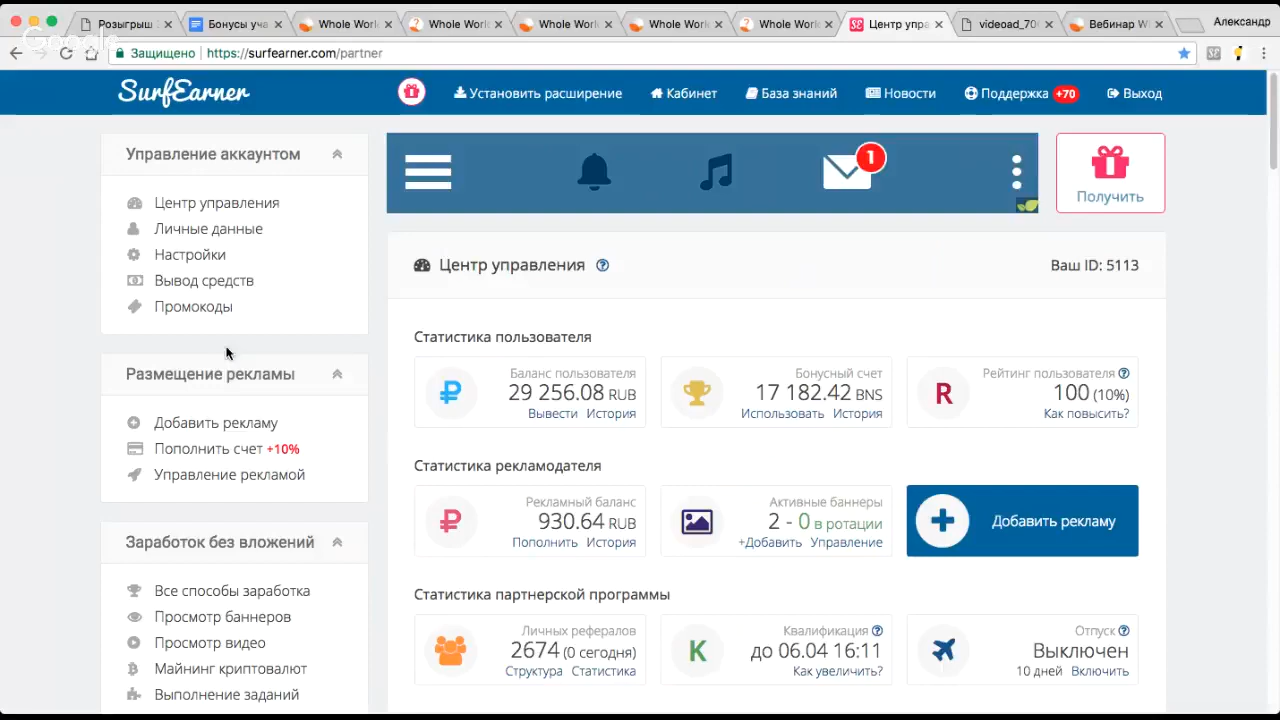 Розыгрыш
Бонусы уча
Whole Worl
Whole Worl
Whole Worl
Whole Worl
Whole Worl
Центр упра
videoad_70
Вебинар W
Александр
Google
Защищено
https://surfearner.com/partner
SurfEarner
Установить расширение
Кабинет
База знаний
Новости
Поддержка +70
Выход
Управление аккаунтом
Центр управления
Личные данные
Настройки
Вывод средств
Промокоды
Размещение рекламы
Добавить рекламу
Пополнить счет +10%
Управление рекламой
Заработок без вложений
Все способы заработка
Просмотр баннеров
Просмотр видео
Майнинг криптовалют
Выполнение заданий
1
Получить
Центр управления
Ваш ID: 5113
Статистика пользователя
Баланс пользователя
29 256.08 RUB
Вывести История
Бонусный счет
17 182.42 BNS
Использовать История
R
Рейтинг пользователя
100 (10%)
Как повысить?
Статистика рекламодателя
Рекламный баланс
930.64 RUB
Пополнить История
Активные баннеры
2 - 0 в ротации
+Добавить Управление
Добавить рекламу
Статистика партнерской программы
Личных рефералов
2674 (0 сегодня)
Структура Статистика
K
Квалификация
до 06.04 16:11
Как увеличить?
Отпуск
Выключен
10 дней Включить